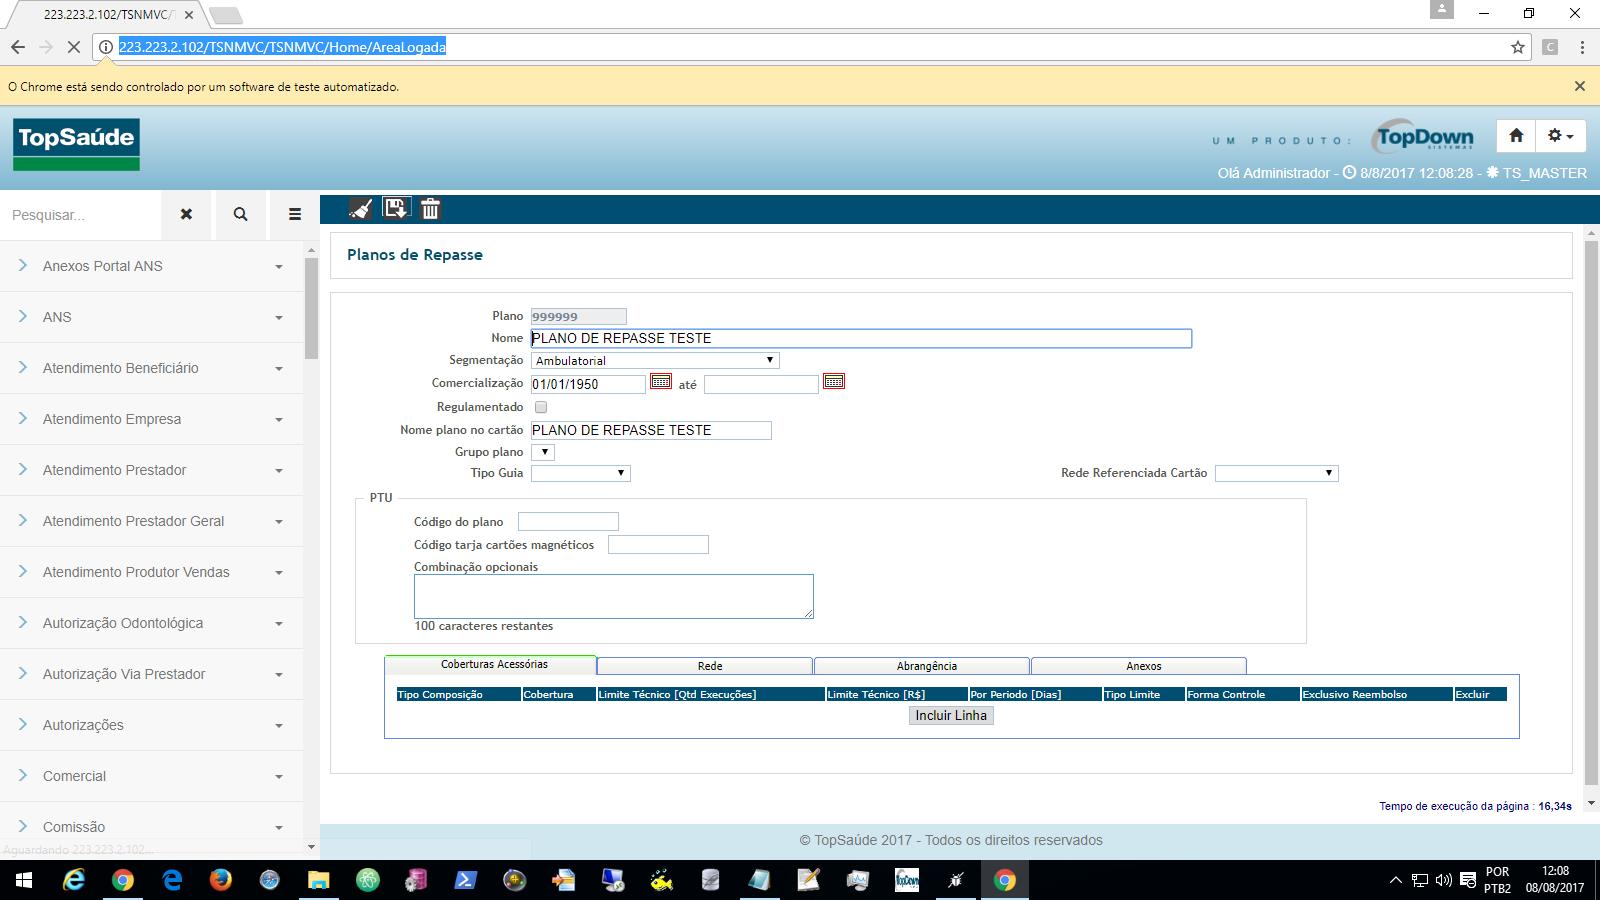 223.223.2.102/TSNMVC/T
223.223.2.102/TSNMVC/TSNMVC/Home/AreaLogada
C
O Chrome está sendo controlado por um software de teste automatizado.
TopSaúde
UM PRODUTO:
TopDown
SISTEMAS
Olá Administrador - 8/8/2017 12:08:28 - TS_MASTER
Pesquisar...
Planos de Repasse
Anexos Portal ANS
ANS
Atendimento Beneficiário
Atendimento Empresa
Atendimento Prestador
Atendimento Prestador Geral
Atendimento Produtor Vendas
Autorização Odontológica
Autorização Via Prestador
Autorizações
Comercial
Comissão
Aguardando 223.223.2.102...
Plano 999999
Nome PLANO DE REPASSE TESTE
Segmentação Ambulatorial
Comercialização 01/01/1950 até
Regulamentado
Nome plano no cartão PLANO DE REPASSE TESTE
Grupo plano
Tipo Guia Rede Referenciada Cartão
PTU
Código do plano
Código tarja cartões magnéticos
Combinação opcionais
100 caracteres restantes
Coberturas Acessórias Rede Abrangência Anexos
Tipo Composição Cobertura Limite Técnico [Qtd Execuções] Limite Técnico [R$] Por Periodo [Dias] Tipo Limite Forma Controle Exclusivo Reembolso Excluir
Incluir Linha
Tempo de execução da página : 16,34s
© TopSaúde 2017 - Todos os direitos reservados
TopDown
POR
PTB2
12:08
08/08/2017